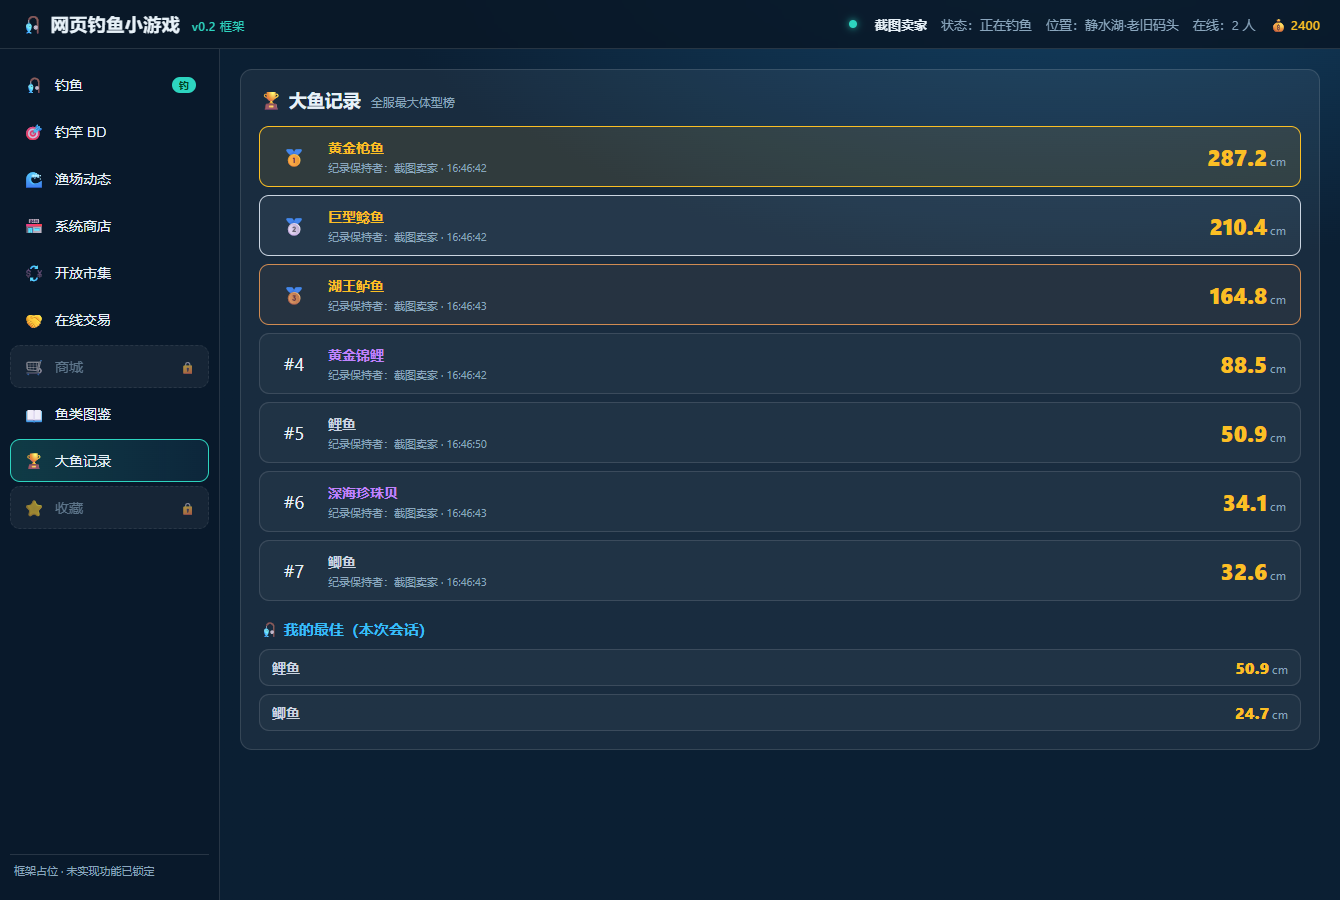 网页钓鱼小游戏 v0.2 框架
截图卖家 状态：正在钓鱼 位置：静水湖·老旧码头 在线：2 人 2400
钓鱼 钓
钓竿 BD
渔场动态
系统商店
开放市集
在线交易
商城
鱼类图鉴
大鱼记录
收藏
框架占位 · 未实现功能已锁定
大鱼记录 全服最大体型榜
1 黄金枪鱼
纪录保持者：截图卖家 · 16:46:42
287.2 cm
2 巨型鲶鱼
纪录保持者：截图卖家 · 16:46:42
210.4 cm
3 湖王鲈鱼
纪录保持者：截图卖家 · 16:46:43
164.8 cm
#4 黄金锦鲤
纪录保持者：截图卖家 · 16:46:42
88.5 cm
#5 鲤鱼
纪录保持者：截图卖家 · 16:46:50
50.9 cm
#6 深海珍珠贝
纪录保持者：截图卖家 · 16:46:43
34.1 cm
#7 鲫鱼
纪录保持者：截图卖家 · 16:46:43
32.6 cm
我的最佳（本次会话）
鲤鱼 50.9 cm
鲫鱼 24.7 cm